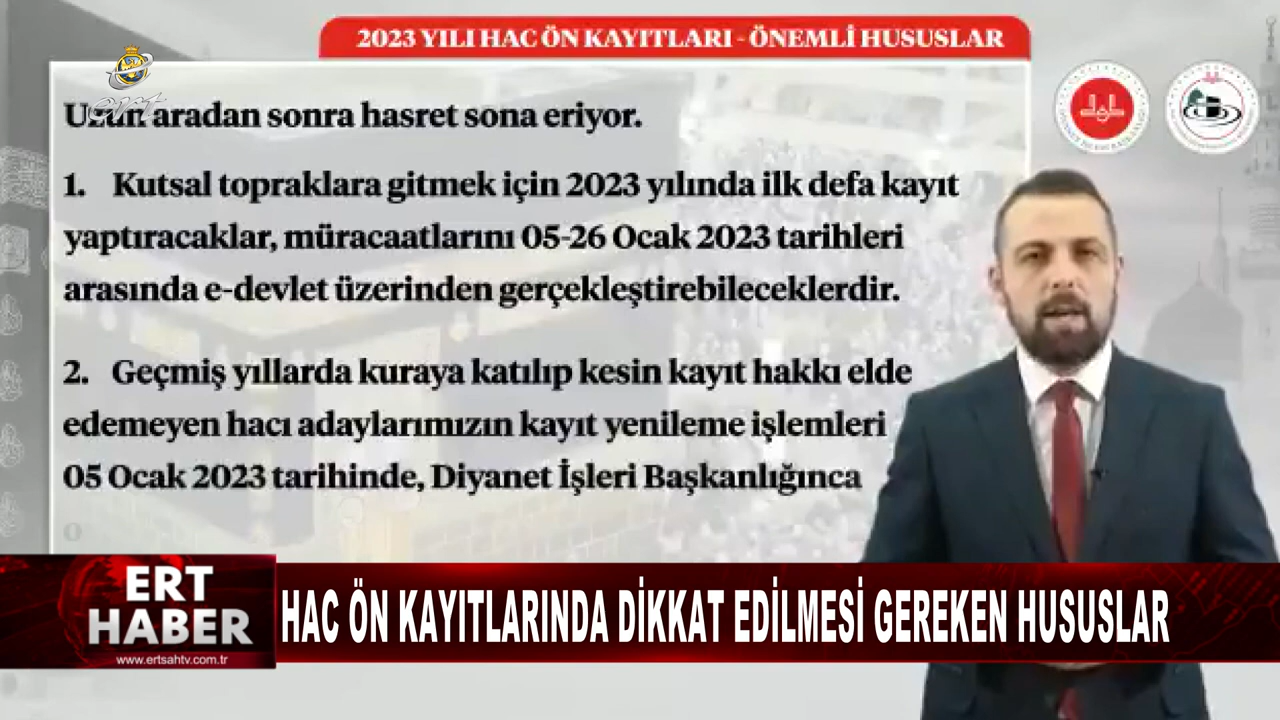 2023 YILI HAC ÖN KAYITLARI - ÖNEMLİ HUSUSLAR
ert
Uzun aradan sonra hasret sona eriyor.
1. Kutsal topraklara gitmek için 2023 yılında ilk defa kayıt
yaptıracaklar, müracaatlarını 05-26 Ocak 2023 tarihleri
arasında e-devlet üzerinden gerçekleştirebileceklerdir.
2. Geçmiş yıllarda kuraya katılıp kesin kayıt hakkı elde
edemeyen hacı adaylarımızın kayıt yenileme işlemleri
05 Ocak 2023 tarihinde, Diyanet İşleri Başkanlığınca
ERT
HABER
www.ertsahtv.com.tr
HAC ÖN KAYITLARINDA DİKKAT EDİLMESİ GEREKEN HUSUSLAR